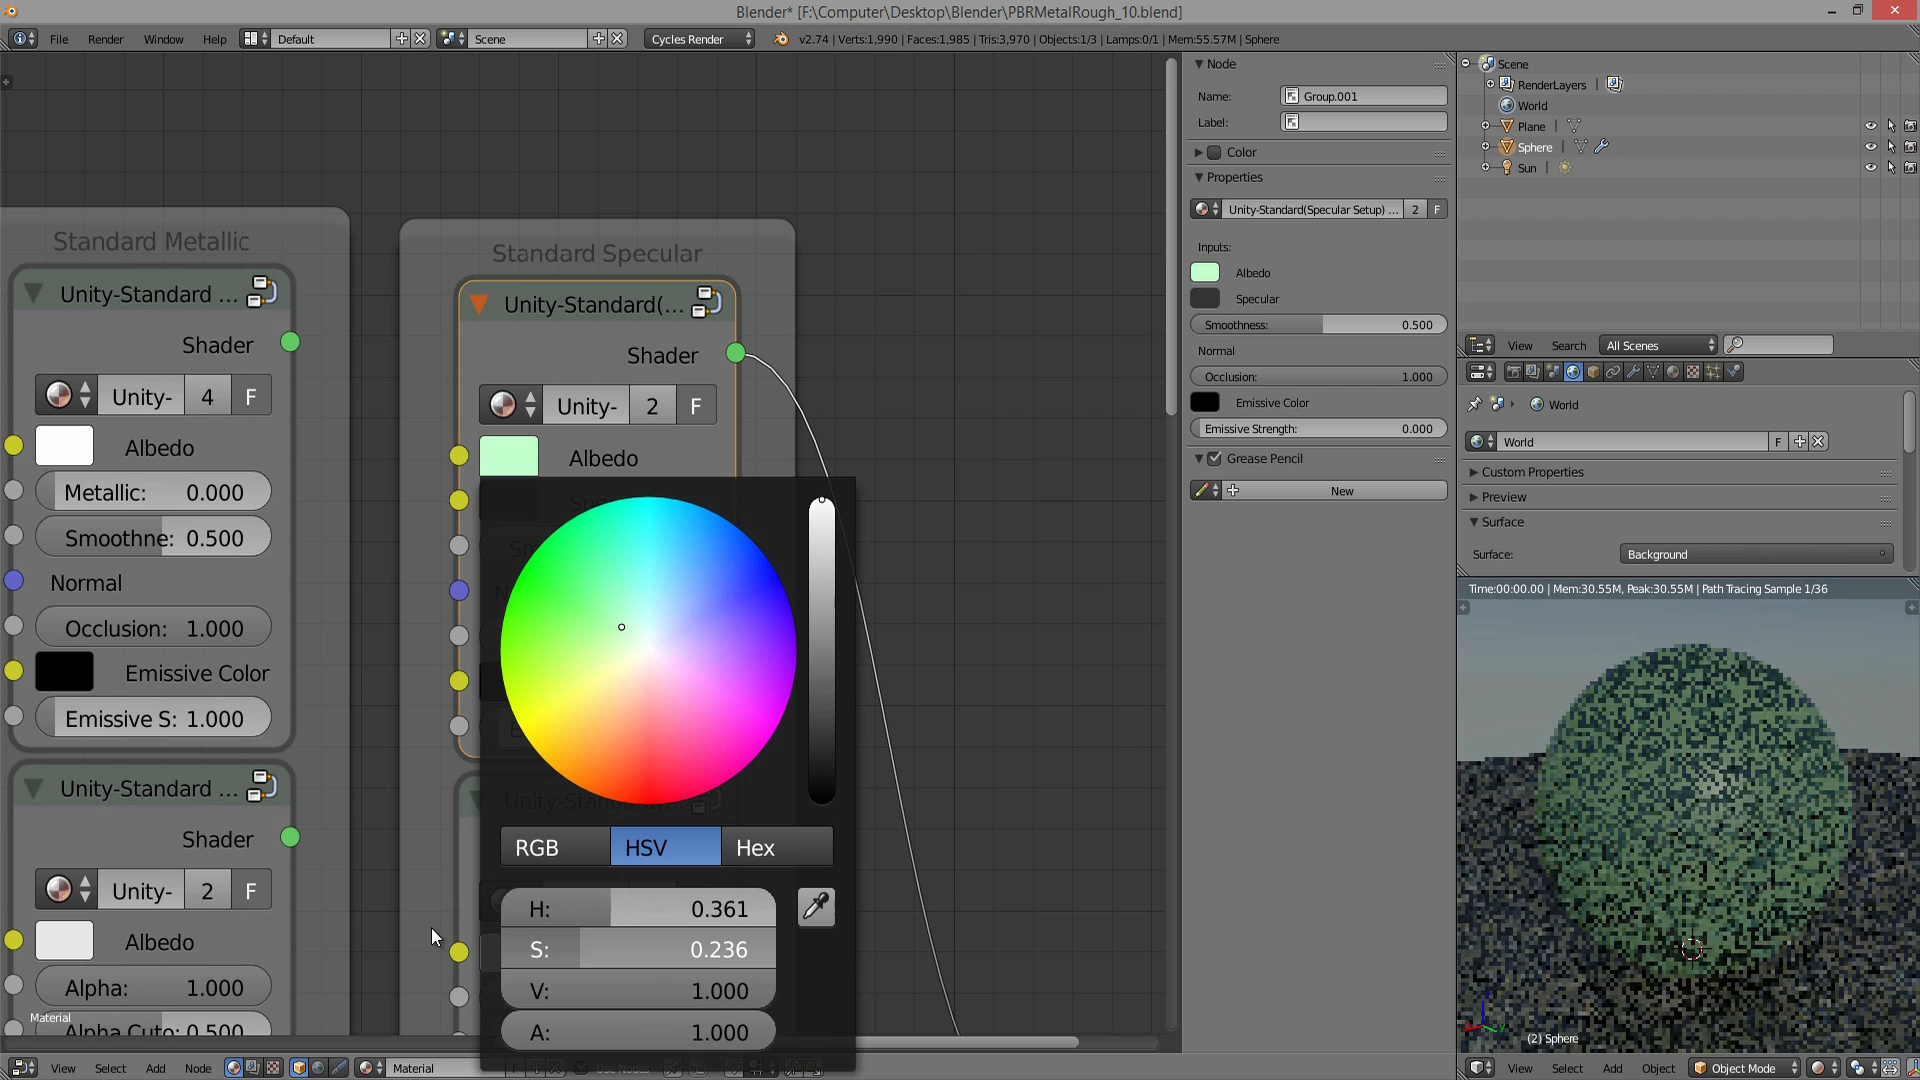 Blender* [F:\Computer\Desktop\Blender\PBRMetalRough_10.blend]
File Render Window Help Default Scene Cycles Render v2.74 | Verts:1,990 | Faces:1,985 | Tris:3,970 | Objects:1/3 | Lamps:0/1 | Mem:55.57M | Sphere
Standard Metallic
Unity-Standard ...
Shader
Unity- 4 F
Albedo
Metallic: 0.000
Smoothne: 0.500
Normal
Occlusion: 1.000
Emissive Color
Emissive S: 1.000
Unity-Standard ...
Shader
Unity- 2 F
Albedo
Alpha: 1.000
Alpha Cuto: 0.500
Material
Standard Specular
Unity-Standard(...
Shader
Unity- 2 F
Albedo
RGB HSV Hex
H: 0.361
S: 0.236
V: 1.000
A: 1.000
View Select Add Node Material
Node
Name: Group.001
Label:
Color
Properties
Unity-Standard(Specular Setup) ... 2 F
Inputs:
Albedo
Specular
Smoothness: 0.500
Normal
Occlusion: 1.000
Emissive Color
Emissive Strength: 0.000
Grease Pencil
New
Scene
RenderLayers
World
Plane
Sphere
Sun
View Search All Scenes
World
World F
Custom Properties
Preview
Surface
Surface: Background
Time:00:00.00 | Mem:30.55M, Peak:30.55M | Path Tracing Sample 1/36
(2) Sphere
View Select Add Object Object Mode